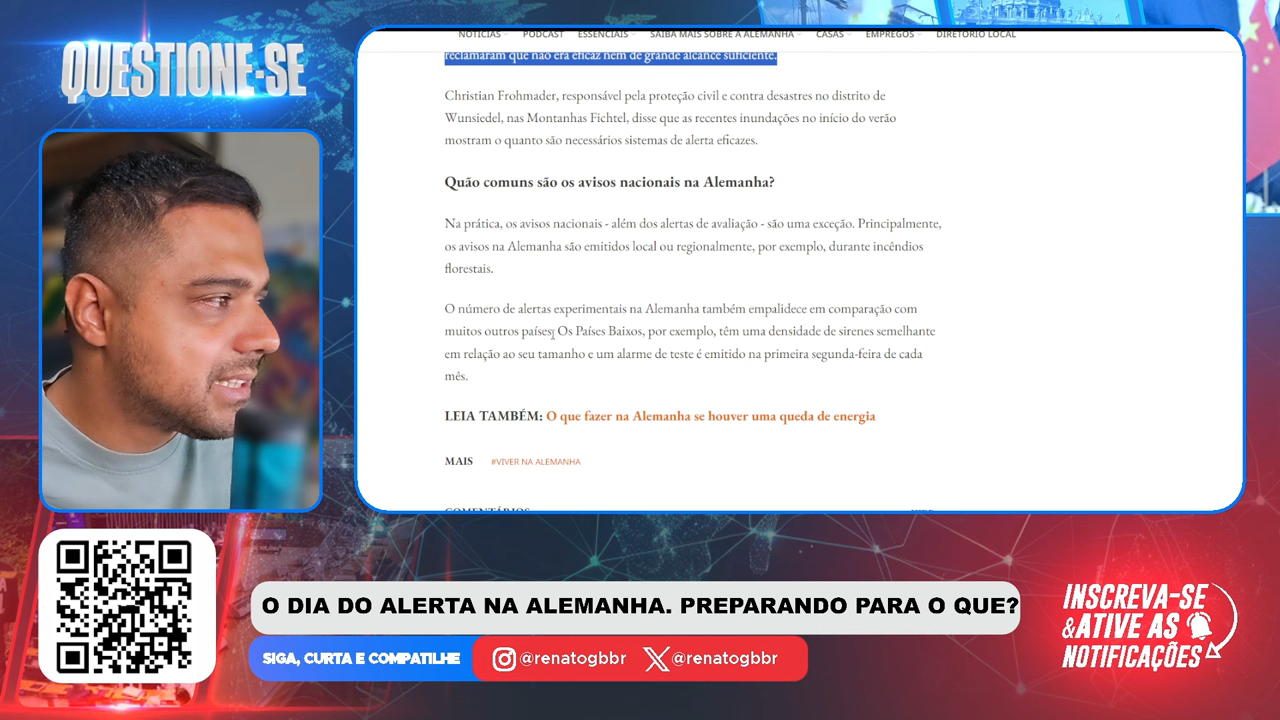 QUESTIONE-SE
NOTÍCIAS PODCAST ESSENCIAIS SAIBA MAIS SOBRE A ALEMANHA CASAS EMPREGOS DIRETÓRIO LOCAL
reclamaram que não era eficaz nem de grande alcance suficiente.
Christian Frohmader, responsável pela proteção civil e contra desastres no distrito de
Wunsiedel, nas Montanhas Fichtel, disse que as recentes inundações no início do verão
mostram o quanto são necessários sistemas de alerta eficazes.
Quão comuns são os avisos nacionais na Alemanha?
Na prática, os avisos nacionais - além dos alertas de avaliação - são uma exceção. Principalmente,
os avisos na Alemanha são emitidos local ou regionalmente, por exemplo, durante incêndios
florestais.
O número de alertas experimentais na Alemanha também empalidece em comparação com
muitos outros países. Os Países Baixos, por exemplo, têm uma densidade de sirenes semelhante
em relação ao seu tamanho e um alarme de teste é emitido na primeira segunda-feira de cada
mês.
LEIA TAMBÉM: O que fazer na Alemanha se houver uma queda de energia
MAIS #VIVER NA ALEMANHA
COMENTÁRIOS
O DIA DO ALERTA NA ALEMANHA. PREPARANDO PARA O QUE?
SIGA, CURTA E COMPATILHE @renatogbbr @renatogbbr
INSCREVA-SE
&ATIVE AS
NOTIFICAÇÕES